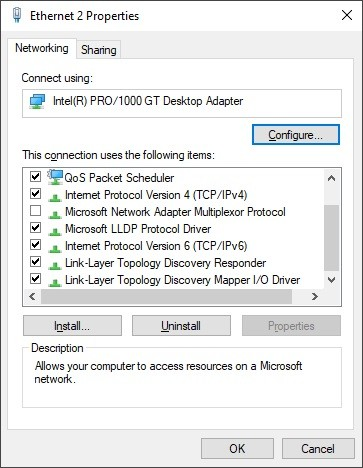 Ethernet 2 Properties
Networking
Sharing
Connect using:
Intel(R) PRO/1000 GT Desktop Adapter
Configure...
This connection uses the following items:
QoS Packet Scheduler
Internet Protocol Version 4 (TCP/IPv4)
Microsoft Network Adapter Multiplexor Protocol
Microsoft LLDP Protocol Driver
Internet Protocol Version 6 (TCP/IPv6)
Link-Layer Topology Discovery Responder
Link-Layer Topology Discovery Mapper I/O Driver
Install...
Uninstall
Properties
Description
Allows your computer to access resources on a Microsoft
network.
OK
Cancel